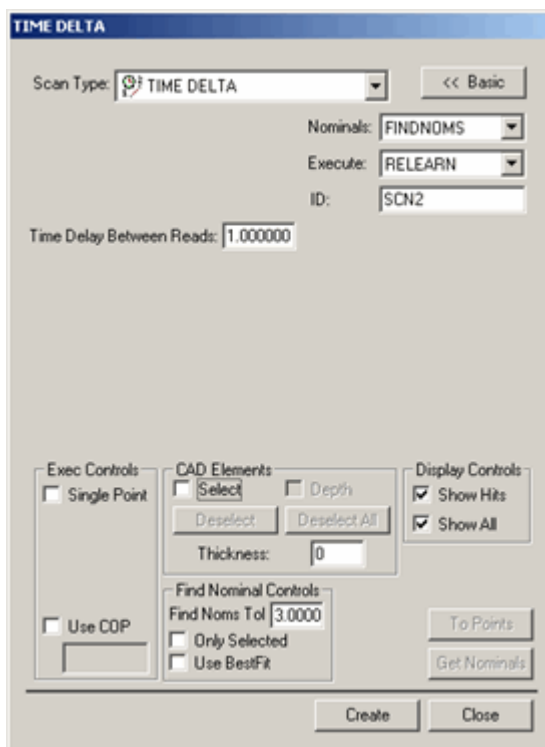 TIME DELTA
Scan Type: TIME DELTA << Basic
Nominals: FINDNOMS
Execute: RELEARN
ID: SCN2
Time Delay Between Reads: 1.000000
Exec Controls
Single Point
Use COP
CAD Elements
Select Depth
Deselect Deselect All
Thickness: 0
Display Controls
Show Hits
Show All
Find Nominal Controls
Find Noms Tol 3.0000
Only Selected
Use BestFit
To Points
Get Nominals
Create Close